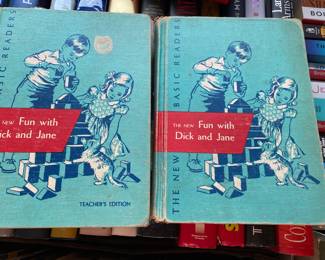 BASIC READERS
THE NEW Fun with
ick and Jane
TEACHER'S EDITION
THE NEW BASIC READERS
THE NEW Fun with
Dick and Jane